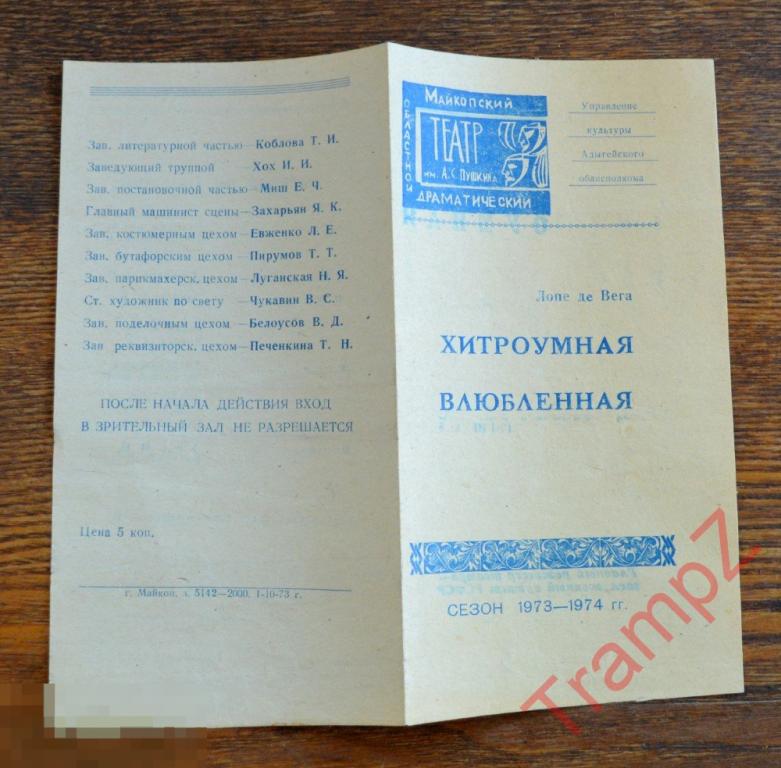 Зав. литературной частью — Коблова Т. И.
Заведующий труппой — Хох И. И.
Зав. постановочной частью — Миш Е. Ч.
Главный машинист сцены — Захарьян Я. К.
Зав. костюмерным цехом — Евженко Л. Е.
Зав. бутафорским цехом — Пирумов Т. Т.
Зав. парикмахерск. цехом — Луганская Н. Я.
Ст. художник по свету — Чукавин В. С.
Зав. поделочным цехом — Белоусов В. Д.
Зав реквизиторск. цехом — Печенкина Т. Н.
ПОСЛЕ НАЧАЛА ДЕЙСТВИЯ ВХОД
В ЗРИТЕЛЬНЫЙ ЗАЛ НЕ РАЗРЕШАЕТСЯ
Цена 5 коп.
г. Майкоп, з. 5142—2000. 1-10-73 г.
МАЙКОПСКИЙ
ОБЛАСТНОЙ
ТЕАТР
ИМ. А.С. ПУШКИНА
ДРАМАТИЧЕСКИЙ
Управление
культуры
Адыгейского
облисполкома
Лопе де Вега
ХИТРОУМНАЯ
ВЛЮБЛЕННАЯ
СЕЗОН 1973—1974 гг.
TrampZ